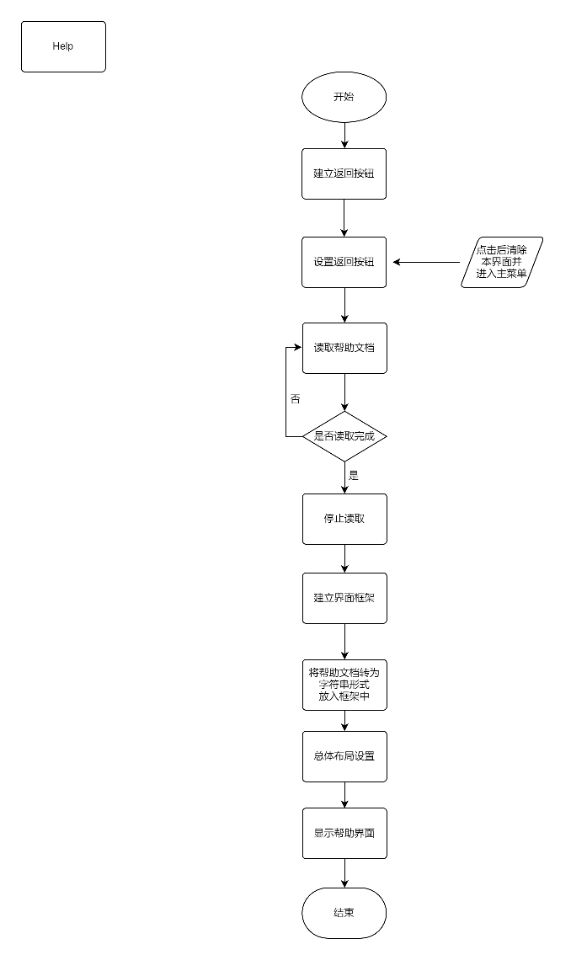 Help
开始
建立返回按钮
设置返回按钮
点击后清除
本界面并
进入主菜单
读取帮助文档
否
是否读取完成
是
停止读取
建立界面框架
将帮助文档转为
字符串形式
放入框架中
总体布局设置
显示帮助界面
结束